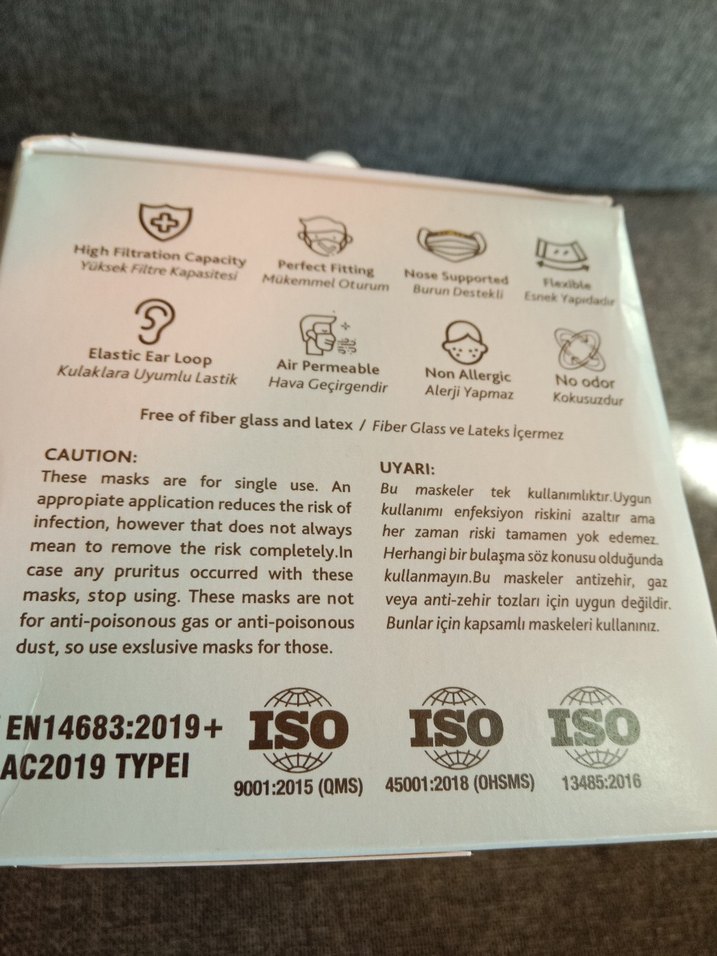 High Filtration Capacity
Yüksek Filtre Kapasitesi
Perfect Fitting
Mükemmel Oturum
Nose Supported
Burun Destekli
Flexible
Esnek Yapıdadır
Elastic Ear Loop
Kulaklara Uyumlu Lastik
Air Permeable
Hava Geçirgendir
Non Allergic
Alerji Yapmaz
No odor
Kokusuzdur
Free of fiber glass and latex / Fiber Glass ve Lateks İçermez
CAUTION:
These masks are for single use. An
appropiate application reduces the risk of
infection, however that does not always
mean to remove the risk completely.In
case any pruritus occurred with these
masks, stop using. These masks are not
for anti-poisonous gas or anti-poisonous
dust, so use exslusive masks for those.
UYARI:
Bu maskeler tek kullanımlıktır.Uygun
kullanımı enfeksiyon riskini azaltır ama
her zaman riski tamamen yok edemez.
Herhangi bir bulaşma söz konusu olduğunda
kullanmayın.Bu maskeler antizehir, gaz
veya anti-zehir tozları için uygun değildir.
Bunlar için kapsamlı maskeleri kullanınız.
EN14683:2019+
AC2019 TYPEI
ISO
9001:2015 (QMS)
ISO
45001:2018 (OHSMS)
ISO
13485:2016